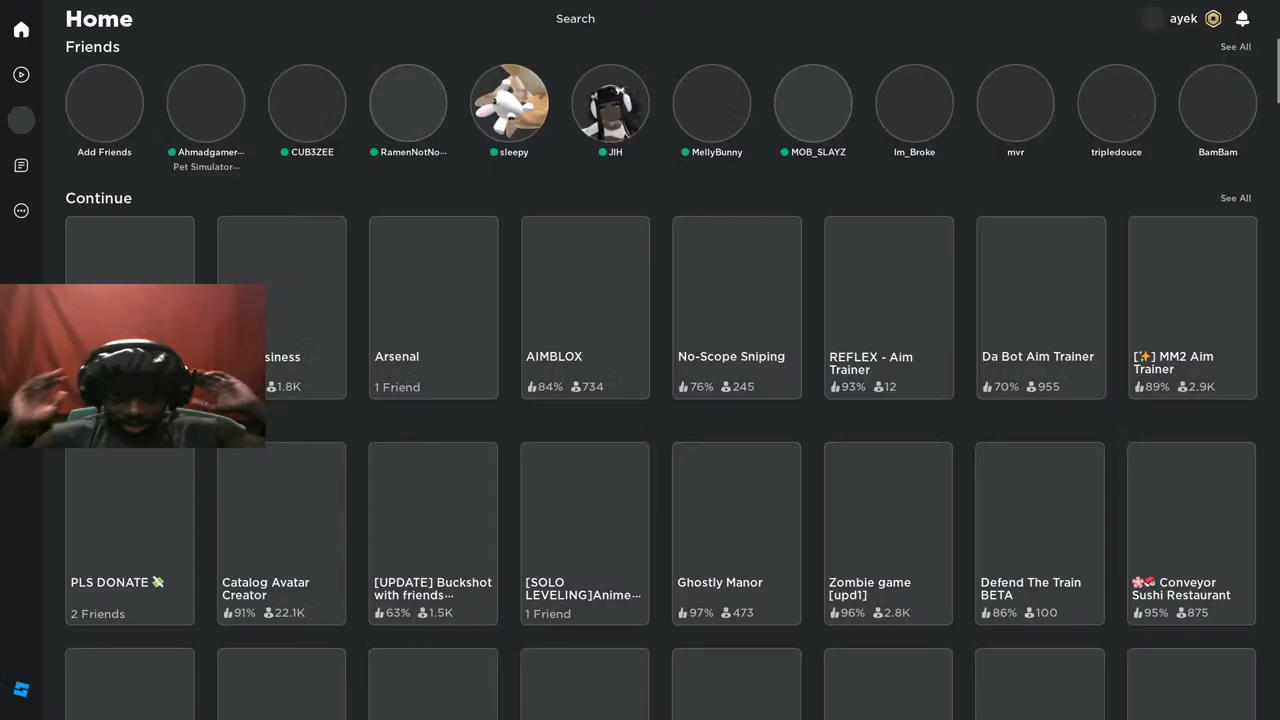 Home
Search
ayek
Friends
See All
Add Friends
Ahmadgamer...
CUB3ZEE
RamenNotNo...
sleepy
JIH
MellyBunny
MOB_SLAYZ
Im_Broke
mvr
tripledouce
BamBam
Pet Simulator...
Continue
See All
siness
1.8K
Arsenal
1 Friend
AIMBLOX
84% 734
No-Scope Sniping
76% 245
REFLEX - Aim
Trainer
93% 12
Da Bot Aim Trainer
70% 955
[✨] MM2 Aim
Trainer
89% 2.9K
PLS DONATE 💸
2 Friends
Catalog Avatar
Creator
91% 22.1K
[UPDATE] Buckshot
with friends...
63% 1.5K
[SOLO
LEVELING]Anime...
1 Friend
Ghostly Manor
97% 473
Zombie game
[upd1]
96% 2.8K
Defend The Train
BETA
86% 100
🌸🍣 Conveyor
Sushi Restaurant
95% 875